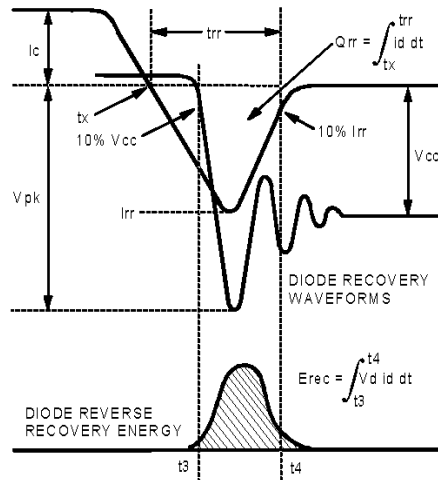 trr
Qrr = ∫ trr id dt tx
Ic
tx
10% Vcc
10% Irr
Vpk
Vcc
Irr
DIODE RECOVERY
WAVEFORMS
Erec = ∫ t4 Vd id dt t3
DIODE REVERSE
RECOVERY ENERGY
t3
t4